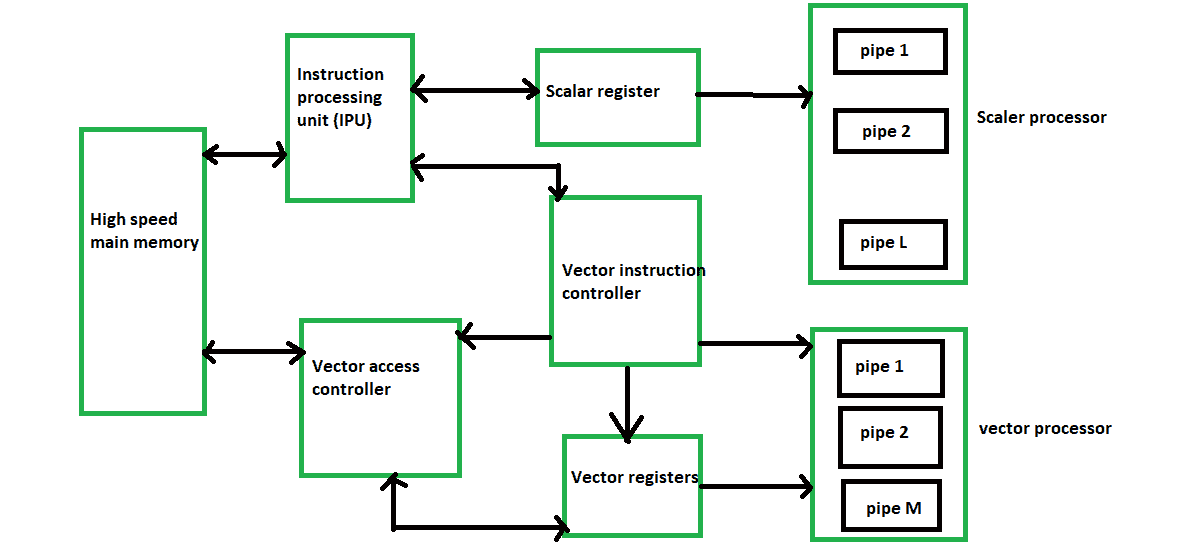 Instruction
processing
unit (IPU)
Scalar register
pipe 1
pipe 2
pipe L
Scaler processor
High speed
main memory
Vector instruction
controller
Vector access
controller
Vector registers
pipe 1
pipe 2
pipe M
vector processor